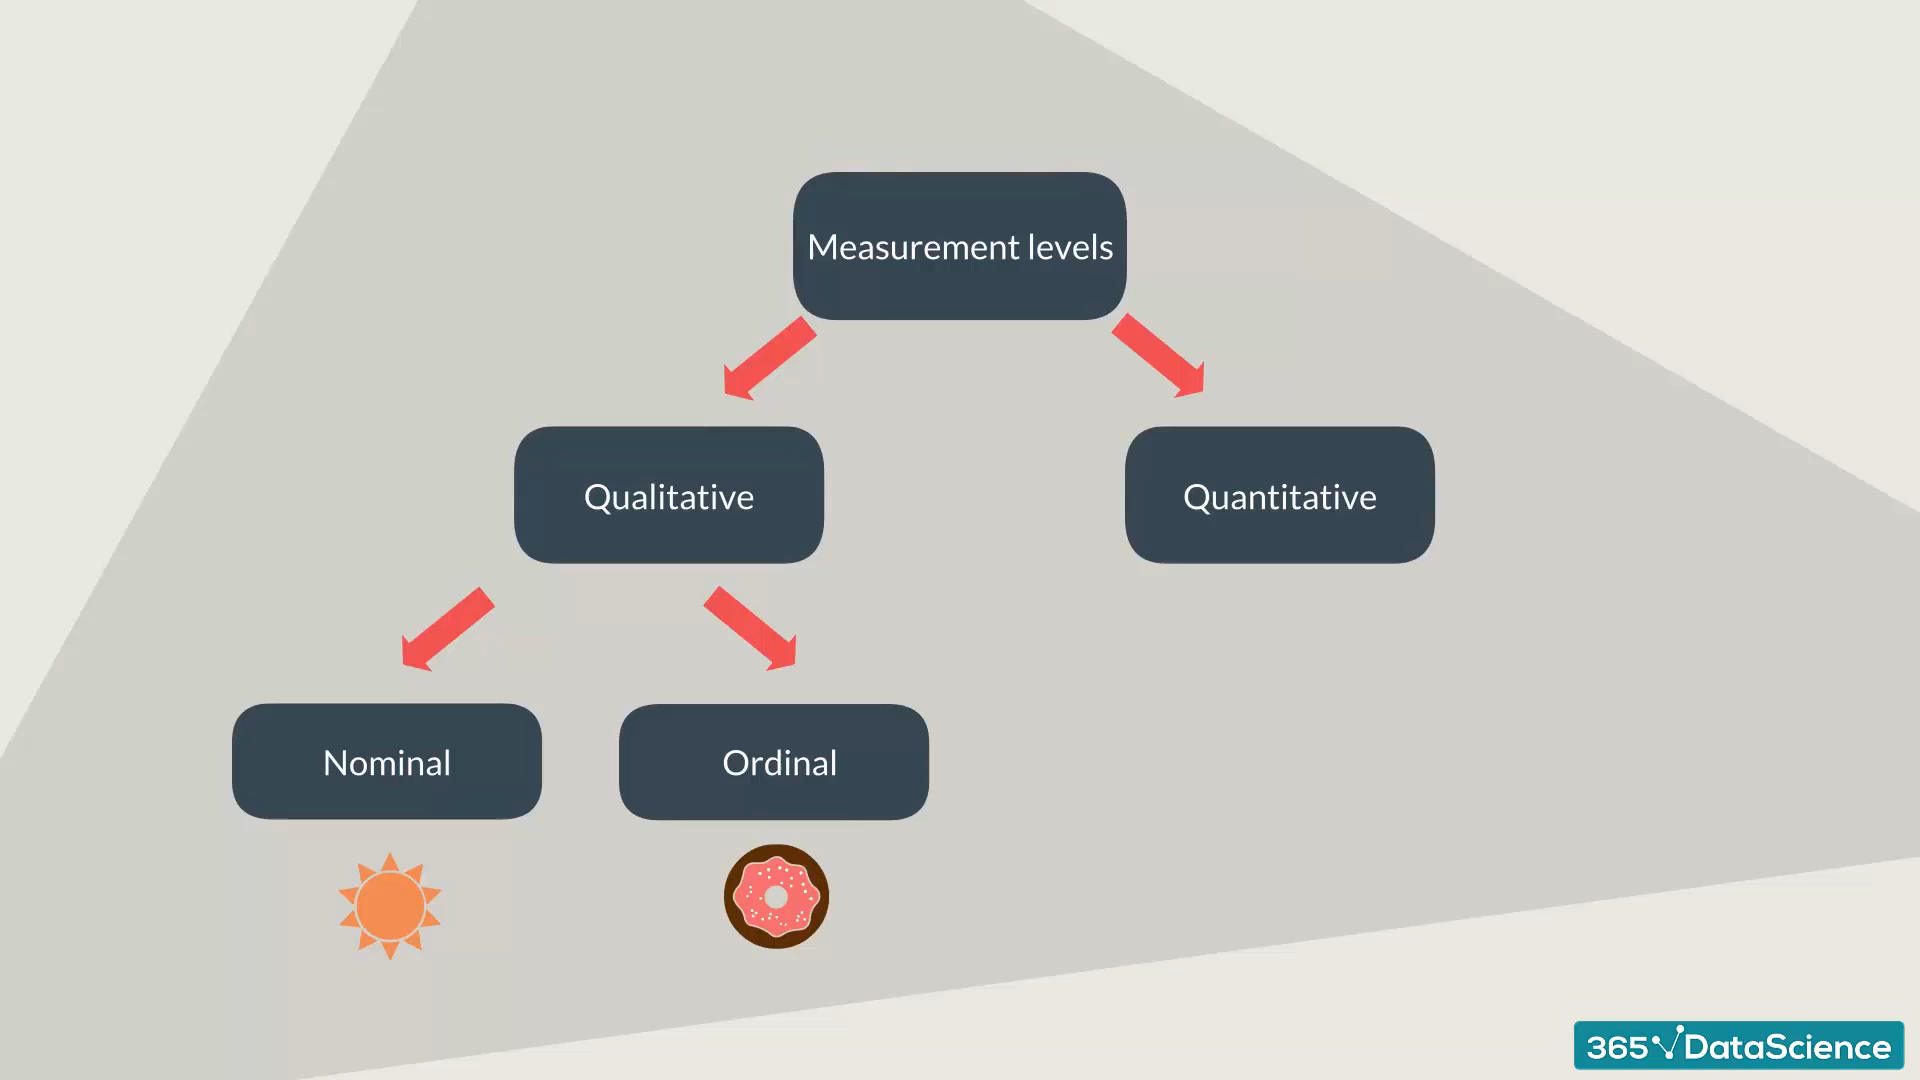 Measurement levels
Qualitative
Quantitative
Nominal
Ordinal
365 DataScience